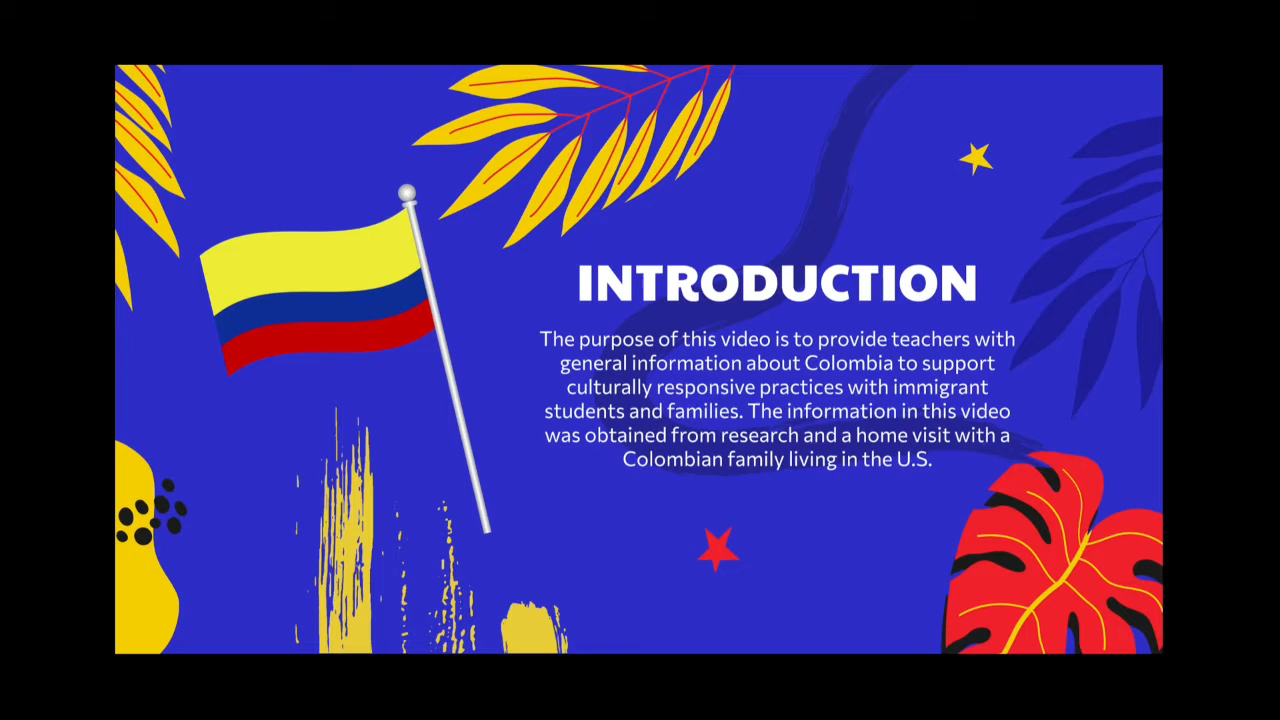 INTRODUCTION
The purpose of this video is to provide teachers with
general information about Colombia to support
culturally responsive practices with immigrant
students and families. The information in this video
was obtained from research and a home visit with a
Colombian family living in the U.S.